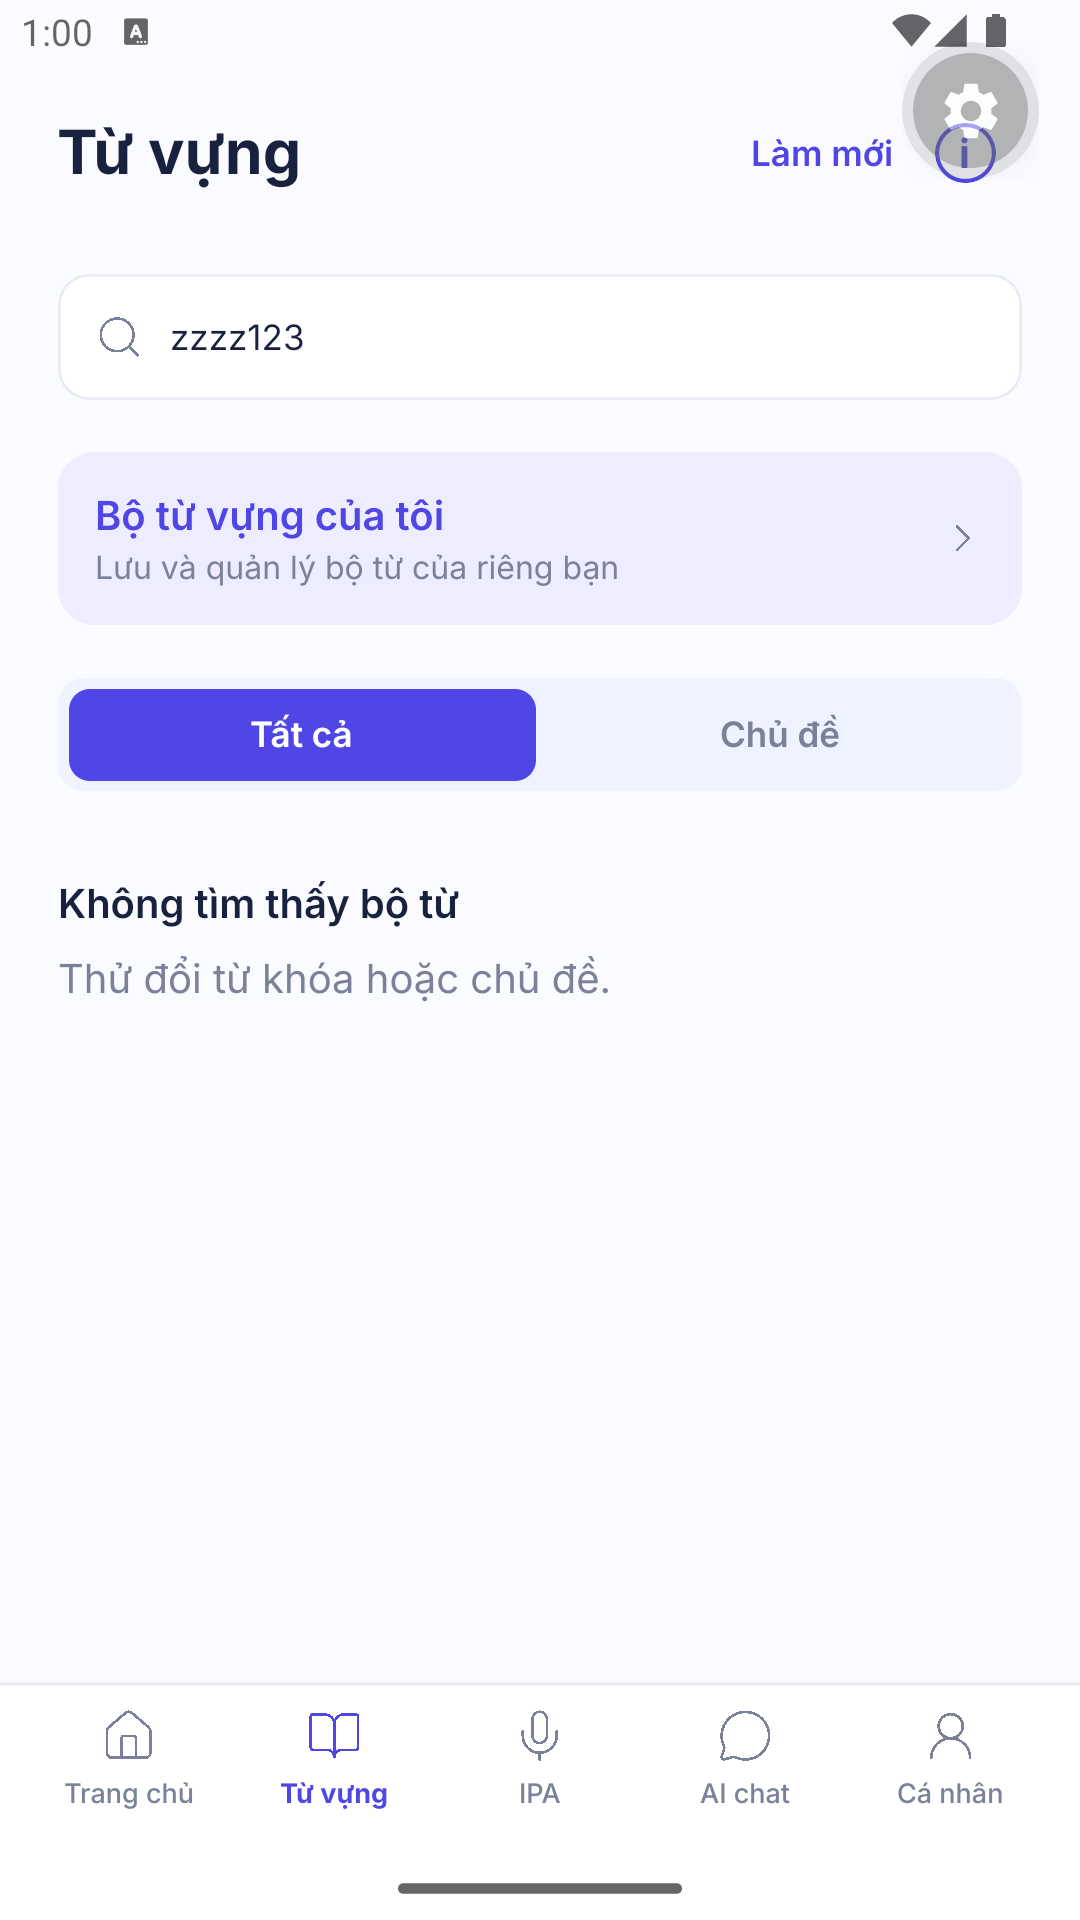 1:00
Từ vựng
Làm mới
zzzz123
Bộ từ vựng của tôi
Lưu và quản lý bộ từ của riêng bạn
Tất cả
Chủ đề
Không tìm thấy bộ từ
Thử đổi từ khóa hoặc chủ đề.
Trang chủ
Từ vựng
IPA
AI chat
Cá nhân